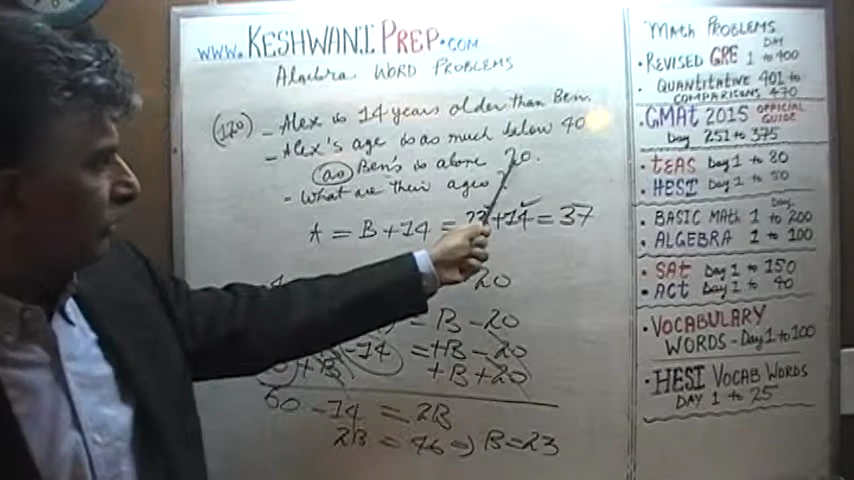 www.KESHWANIPREP.com
Algebra WORD PROBLEMS
(120) - Alex is 14 years older than Ben.
- Alex's age is as much below 40
(as) Ben's is above 20.
- What are their ages ?
A = B + 14 = 23 + 14 = 37
20
= B - 20
- 14 = +B - 20
+ B + 20
60 - 14 = 2B
2B = 46 => B = 23
MATH PROBLEMS
DAY
• REVISED GRE 1 to 400
• QUANTITATIVE 401 to
COMPARISONS 470
• GMAT 2015 OFFICIAL GUIDE
Day 251 to 375
• TEAS Day 1 to 80
• HESI Day 1 to 50
Day
• BASIC MATH 1 to 200
• ALGEBRA 1 to 100
• SAT Day 1 to 150
• ACT Day 1 to 40
• VOCABULARY
WORDS - Day 1 to 100
• HESI VOCAB WORDS
DAY 1 to 25